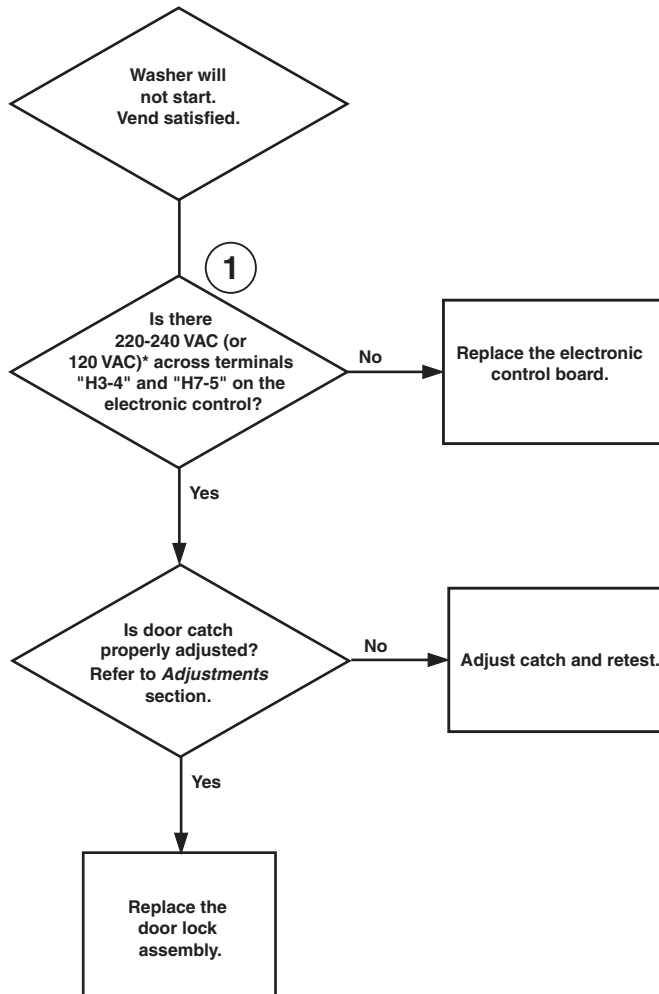 Washer will
not start.
Vend satisfied.
1
Is there
220-240 VAC (or
120 VAC)* across terminals
"H3-4" and "H7-5" on the
electronic control?
No
Replace the electronic
control board.
Yes
Is door catch
properly adjusted?
Refer to Adjustments
section.
No
Adjust catch and retest.
Yes
Replace the
door lock
assembly.